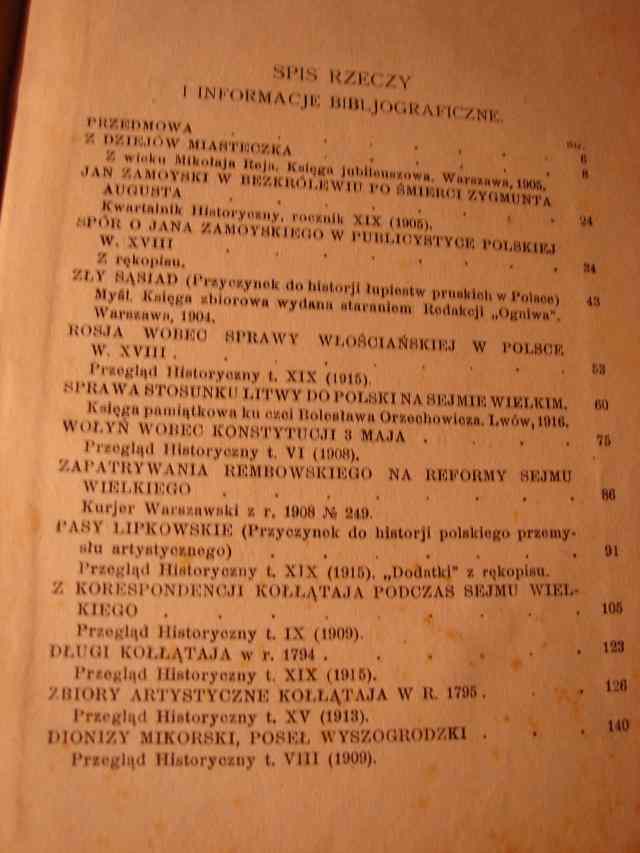 SPIS RZECZY
I INFORMACJE BIBLJOGRAFICZNE.
Str.
PRZEDMOWA . . . . . . . 6
Z DZIEJÓW MIASTECZKA . . . . . 8
Z wieku Mikołaja Reja. Księga jubileuszowa. Warszawa, 1905.
JAN ZAMOYSKI W BEZKRÓLEWIU PO ŚMIERCI ZYGMUNTA
AUGUSTA . . . . . . . 24
Kwartalnik Historyczny, rocznik XIX (1905).
SPÓR O JANA ZAMOYSKIEGO W PUBLICYSTYCE POLSKIEJ
W. XVIII . . . . . . . 34
Z rękopisu.
ZŁY SĄSIAD (Przyczynek do historji łupiestw pruskich w Polsce) 43
Myśl. Księga zbiorowa wydana staraniem Redakcji „Ogniwa".
Warszawa, 1904.
ROSJA WOBEC SPRAWY WŁOŚCIAŃSKIEJ W POLSCE
W. XVIII . . . . . . . 53
Przegląd Historyczny t. XIX (1915).
SPRAWA STOSUNKU LITWY DO POLSKI NA SEJMIE WIELKIM. 60
Księga pamiątkowa ku czci Bolesława Orzechowicza. Lwów, 1916.
WOŁYŃ WOBEC KONSTYTUCJI 3 MAJA . . . . 75
Przegląd Historyczny t. VI (1908).
ZAPATRYWANIA REMBOWSKIEGO NA REFORMY SEJMU
WIELKIEGO . . . . . . . 86
Kurjer Warszawski z r. 1908 № 249.
PASY LIPKOWSKIE (Przyczynek do historji polskiego przemy-
słu artystycznego) . . . . . . 91
Przegląd Historyczny t. XIX (1915). „Dodatki" z rękopisu.
Z KORESPONDENCJI KOŁŁĄTAJA PODCZAS SEJMU WIEL-
KIEGO . . . . . . . 105
Przegląd Historyczny t. IX (1909).
DŁUGI KOŁŁĄTAJA w r. 1794 . . . . . 123
Przegląd Historyczny t. XIX (1915).
ZBIORY ARTYSTYCZNE KOŁŁĄTAJA W R. 1795 . . . 126
Przegląd Historyczny t. XV (1913).
DIONIZY MIKORSKI, POSEŁ WYSZOGRODZKI . . . 140
Przegląd Historyczny t. VIII (1909).